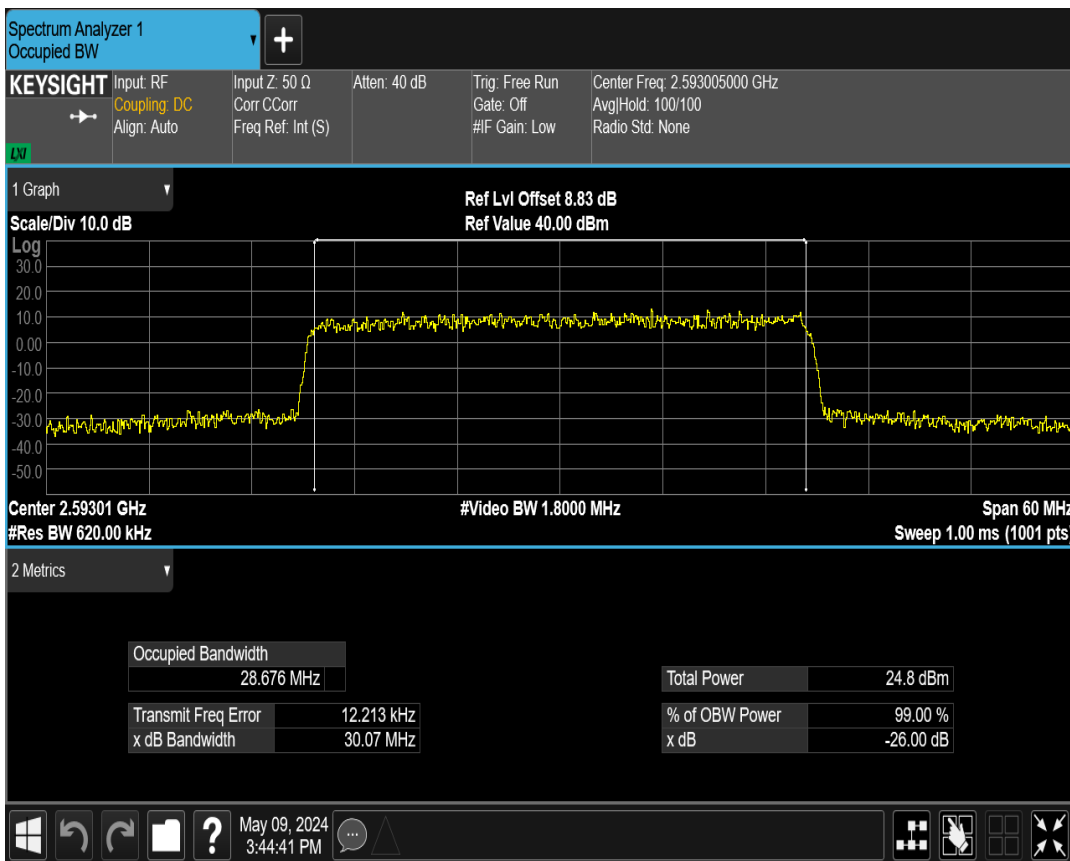 Spectrum Analyzer 1
Occupied BW
KEYSIGHT
LXI
Input: RF
Coupling: DC
Align: Auto
Input Z: 50 Ω
Corr CCorr
Freq Ref: Int (S)
Atten: 40 dB
Trig: Free Run
Gate: Off
#IF Gain: Low
Center Freq: 2.593005000 GHz
Avg|Hold: 100/100
Radio Std: None
1 Graph
Ref Lvl Offset 8.83 dB
Scale/Div 10.0 dB
Ref Value 40.00 dBm
Log
30.0
20.0
10.0
0.00
-10.0
-20.0
-30.0
-40.0
-50.0
Center 2.59301 GHz
#Video BW 1.8000 MHz
Span 60 MHz
#Res BW 620.00 kHz
Sweep 1.00 ms (1001 pts)
2 Metrics
Occupied Bandwidth
28.676 MHz
Transmit Freq Error 12.213 kHz
x dB Bandwidth 30.07 MHz
Total Power 24.8 dBm
% of OBW Power 99.00 %
x dB -26.00 dB
?
May 09, 2024
3:44:41 PM